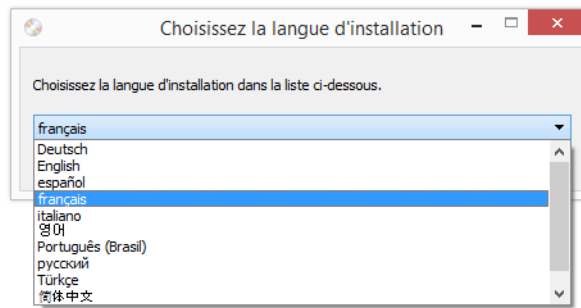 Choisissez la langue d'installation
Choisissez la langue d'installation dans la liste ci-dessous.
français
Deutsch
English
español
français
italiano
영어
Português (Brasil)
русский
Türkçe
简体中文